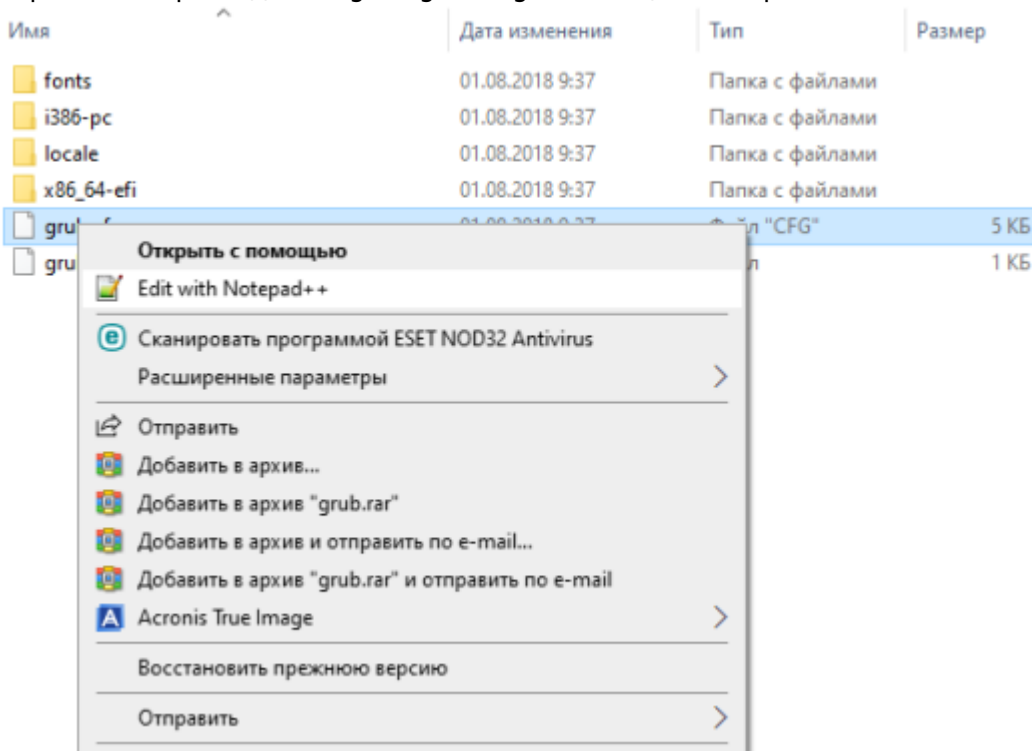 Имя Дата изменения Тип Размер
fonts 01.08.2018 9:37 Папка с файлами
i386-pc 01.08.2018 9:37 Папка с файлами
locale 01.08.2018 9:37 Папка с файлами
x86_64-efi 01.08.2018 9:37 Папка с файлами
"CFG" 5 КБ
1 КБ
Открыть с помощью
Edit with Notepad++
Сканировать программой ESET NOD32 Antivirus
Расширенные параметры
Отправить
Добавить в архив...
Добавить в архив "grub.rar"
Добавить в архив и отправить по e-mail...
Добавить в архив "grub.rar" и отправить по e-mail
Acronis True Image
Восстановить прежнюю версию
Отправить